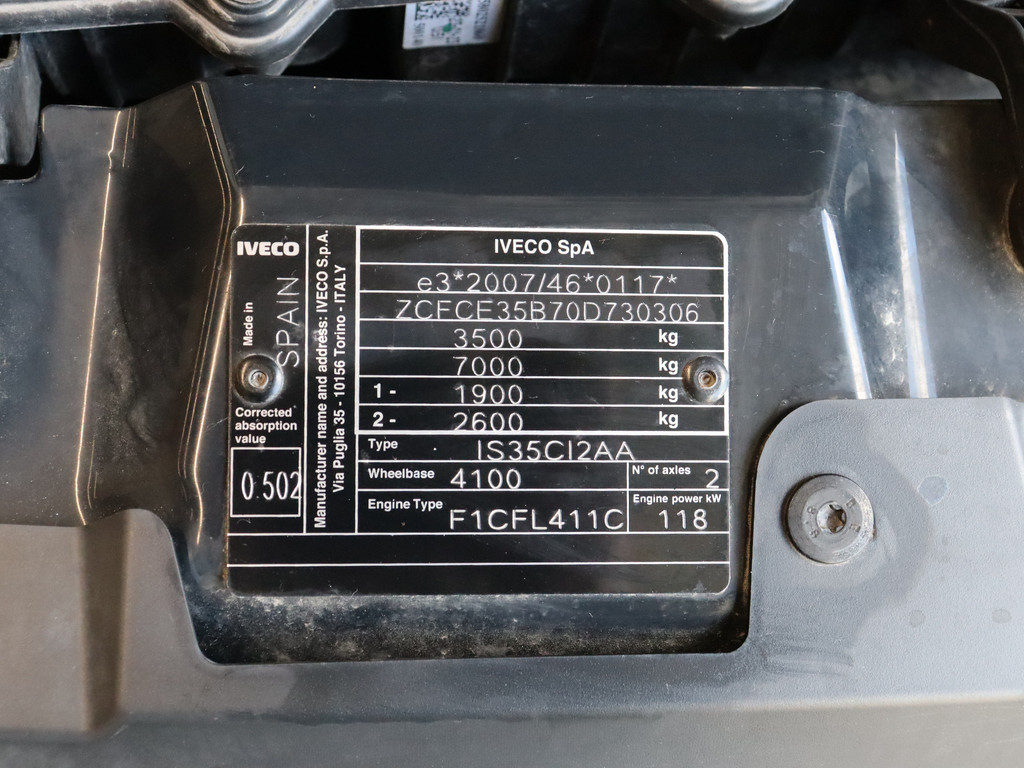 IVECO
Made in
SPAIN
Corrected
absorption
value
0.502
Manufacturer name and address: IVECO S.p.A.
Via Puglia 35 - 10156 Torino - ITALY
IVECO SpA
e3*2007/46*0117*
ZCFCE35B70D730306
3500 kg
7000 kg
1 - 1900 kg
2 - 2600 kg
Type IS35CI2AA
Wheelbase 4100 N° of axles 2
Engine Type F1CFL411C Engine power kW 118